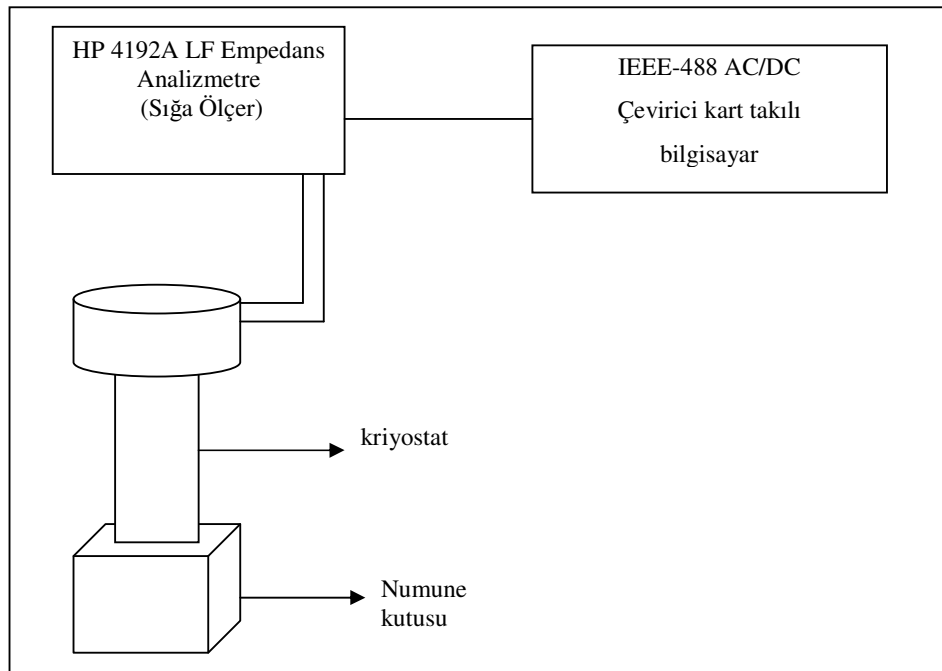 HP 4192A LF Empedans
Analizmetre
(Sığa Ölçer)
IEEE-488 AC/DC
Çevirici kart takılı
bilgisayar
kriyostat
Numune
kutusu